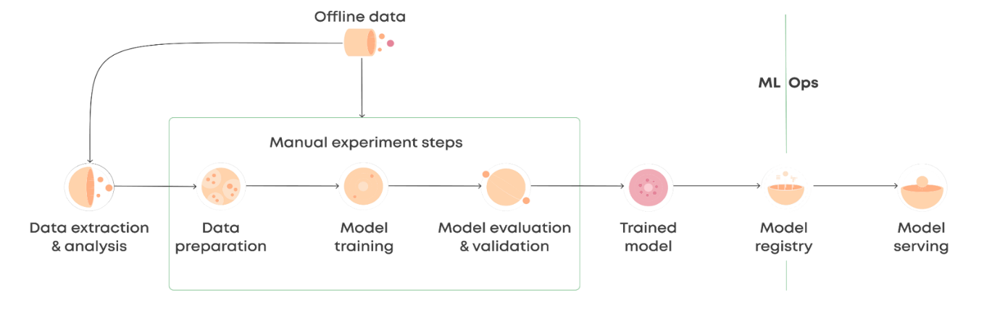 Offline data
ML Ops
Manual experiment steps
Data extraction
& analysis
Data
preparation
Model
training
Model evaluation
& validation
Trained
model
Model
registry
Model
serving